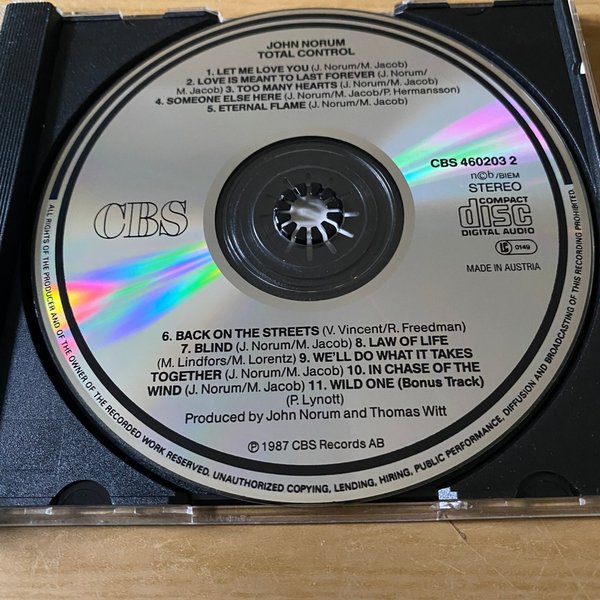 JOHN NORUM
TOTAL CONTROL
1. LET ME LOVE YOU (J. Norum/M. Jacob)
2. LOVE IS MEANT TO LAST FOREVER (J. Norum/
M. Jacob) 3. TOO MANY HEARTS (J. Norum/M. Jacob)
4. SOMEONE ELSE HERE (J. Norum/M. Jacob/P. Hermansson)
5. ETERNAL FLAME (J. Norum/M. Jacob)
CBS
CBS 460203 2
n©b/BIEM
STEREO
COMPACT
disc
DIGITAL AUDIO
LC 0149
MADE IN AUSTRIA
6. BACK ON THE STREETS (V. Vincent/R. Freedman)
7. BLIND (J. Norum/M. Jacob) 8. LAW OF LIFE
(M. Lindfors/M. Lorentz) 9. WE'LL DO WHAT IT TAKES
TOGETHER (J. Norum/M. Jacob) 10. IN CHASE OF THE
WIND (J. Norum/M. Jacob) 11. WILD ONE (Bonus Track)
(P. Lynott)
Produced by John Norum and Thomas Witt
℗ 1987 CBS Records AB
ALL RIGHTS OF THE PRODUCER AND OF THE OWNER OF THE RECORDED WORK RESERVED. UNAUTHORIZED COPYING, LENDING, HIRING, PUBLIC PERFORMANCE, DIFFUSION AND BROADCASTING OF THIS RECORDING PROHIBITED.